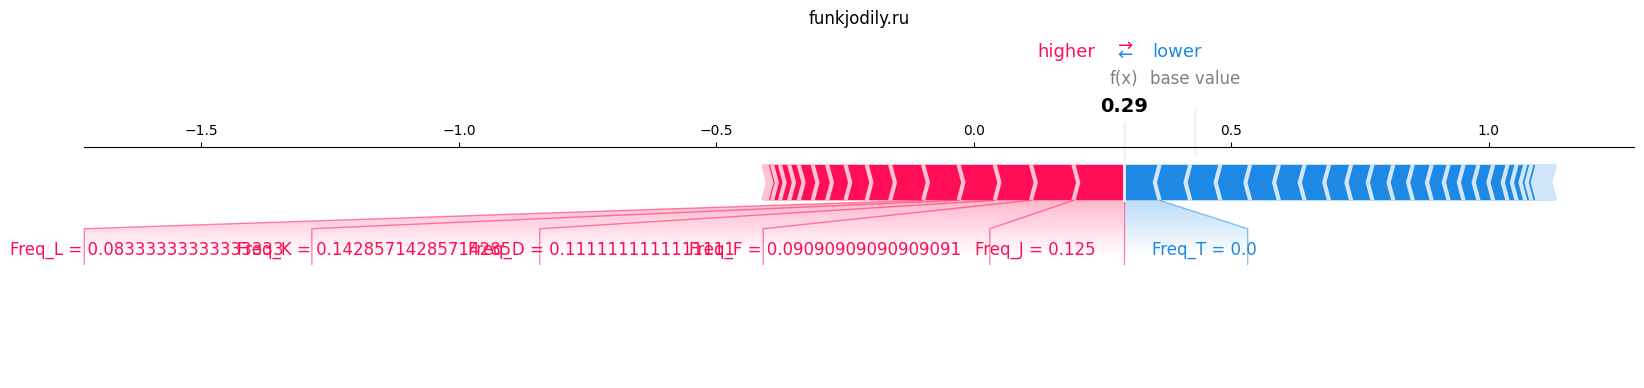 funkjodily.ru
higher → ← lower
f(x) base value
0.29
−1.5 −1.0 −0.5 0.0 0.5 1.0
Freq_L = 0.08333333333333333 Freq_K = 0.14285714285714285 Freq_D = 0.1111111111111111 Freq_F = 0.09090909090909091 Freq_J = 0.125 Freq_T = 0.0